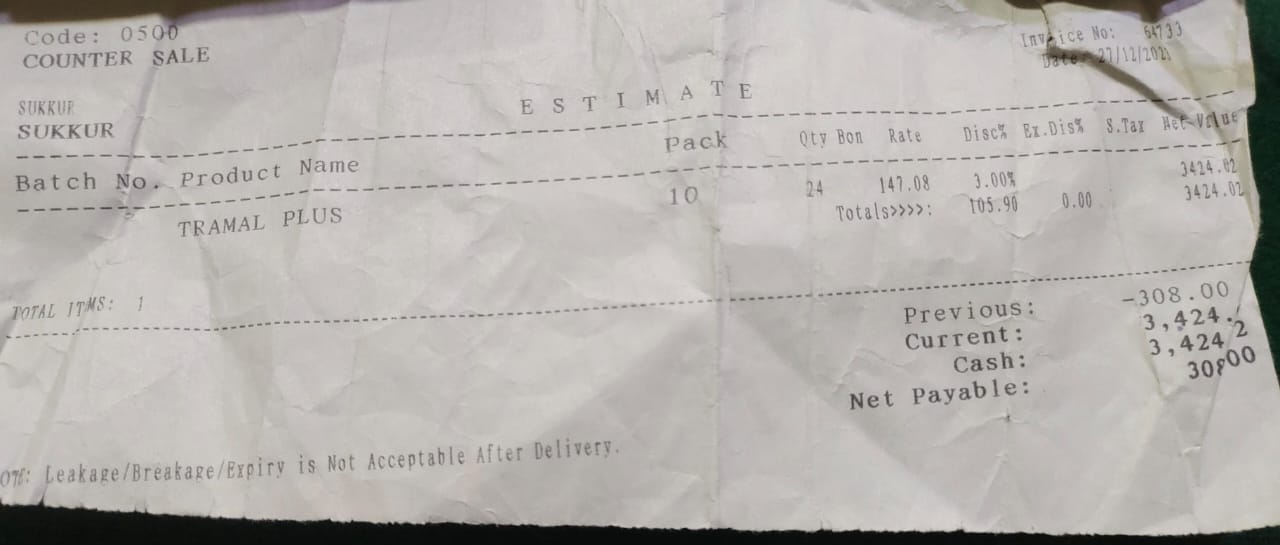 Code: 0500
COUNTER SALE
Invoice No: 64733
Date: 27/12/2021
SUKKUR
SUKKUR
ESTIMATE
Batch No. Product Name Pack Qty Bon Rate Disc% Ex.Dis% S.Tax Net Value
TRAMAL PLUS 10 24 147.08 3.00% 3424.02
Totals>>>>: 105.90 0.00 3424.02
TOTAL ITMS: 1
Previous: -308.00
Current: 3,424.
Cash: 3,424 2
Net Payable:
Leakage/Breakage/Expiry is Not Acceptable After Delivery.